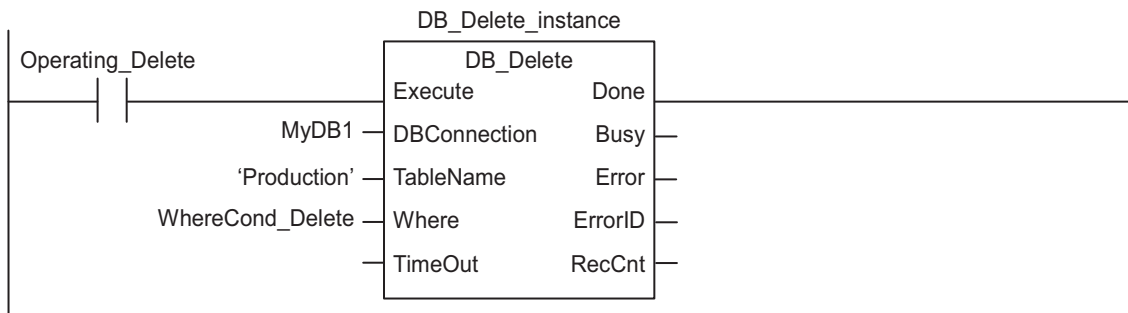 DB_Delete_instance
Operating_Delete
DB_Delete
Execute Done
MyDB1 DBConnection Busy
‘Production’ TableName Error
WhereCond_Delete Where ErrorID
TimeOut RecCnt